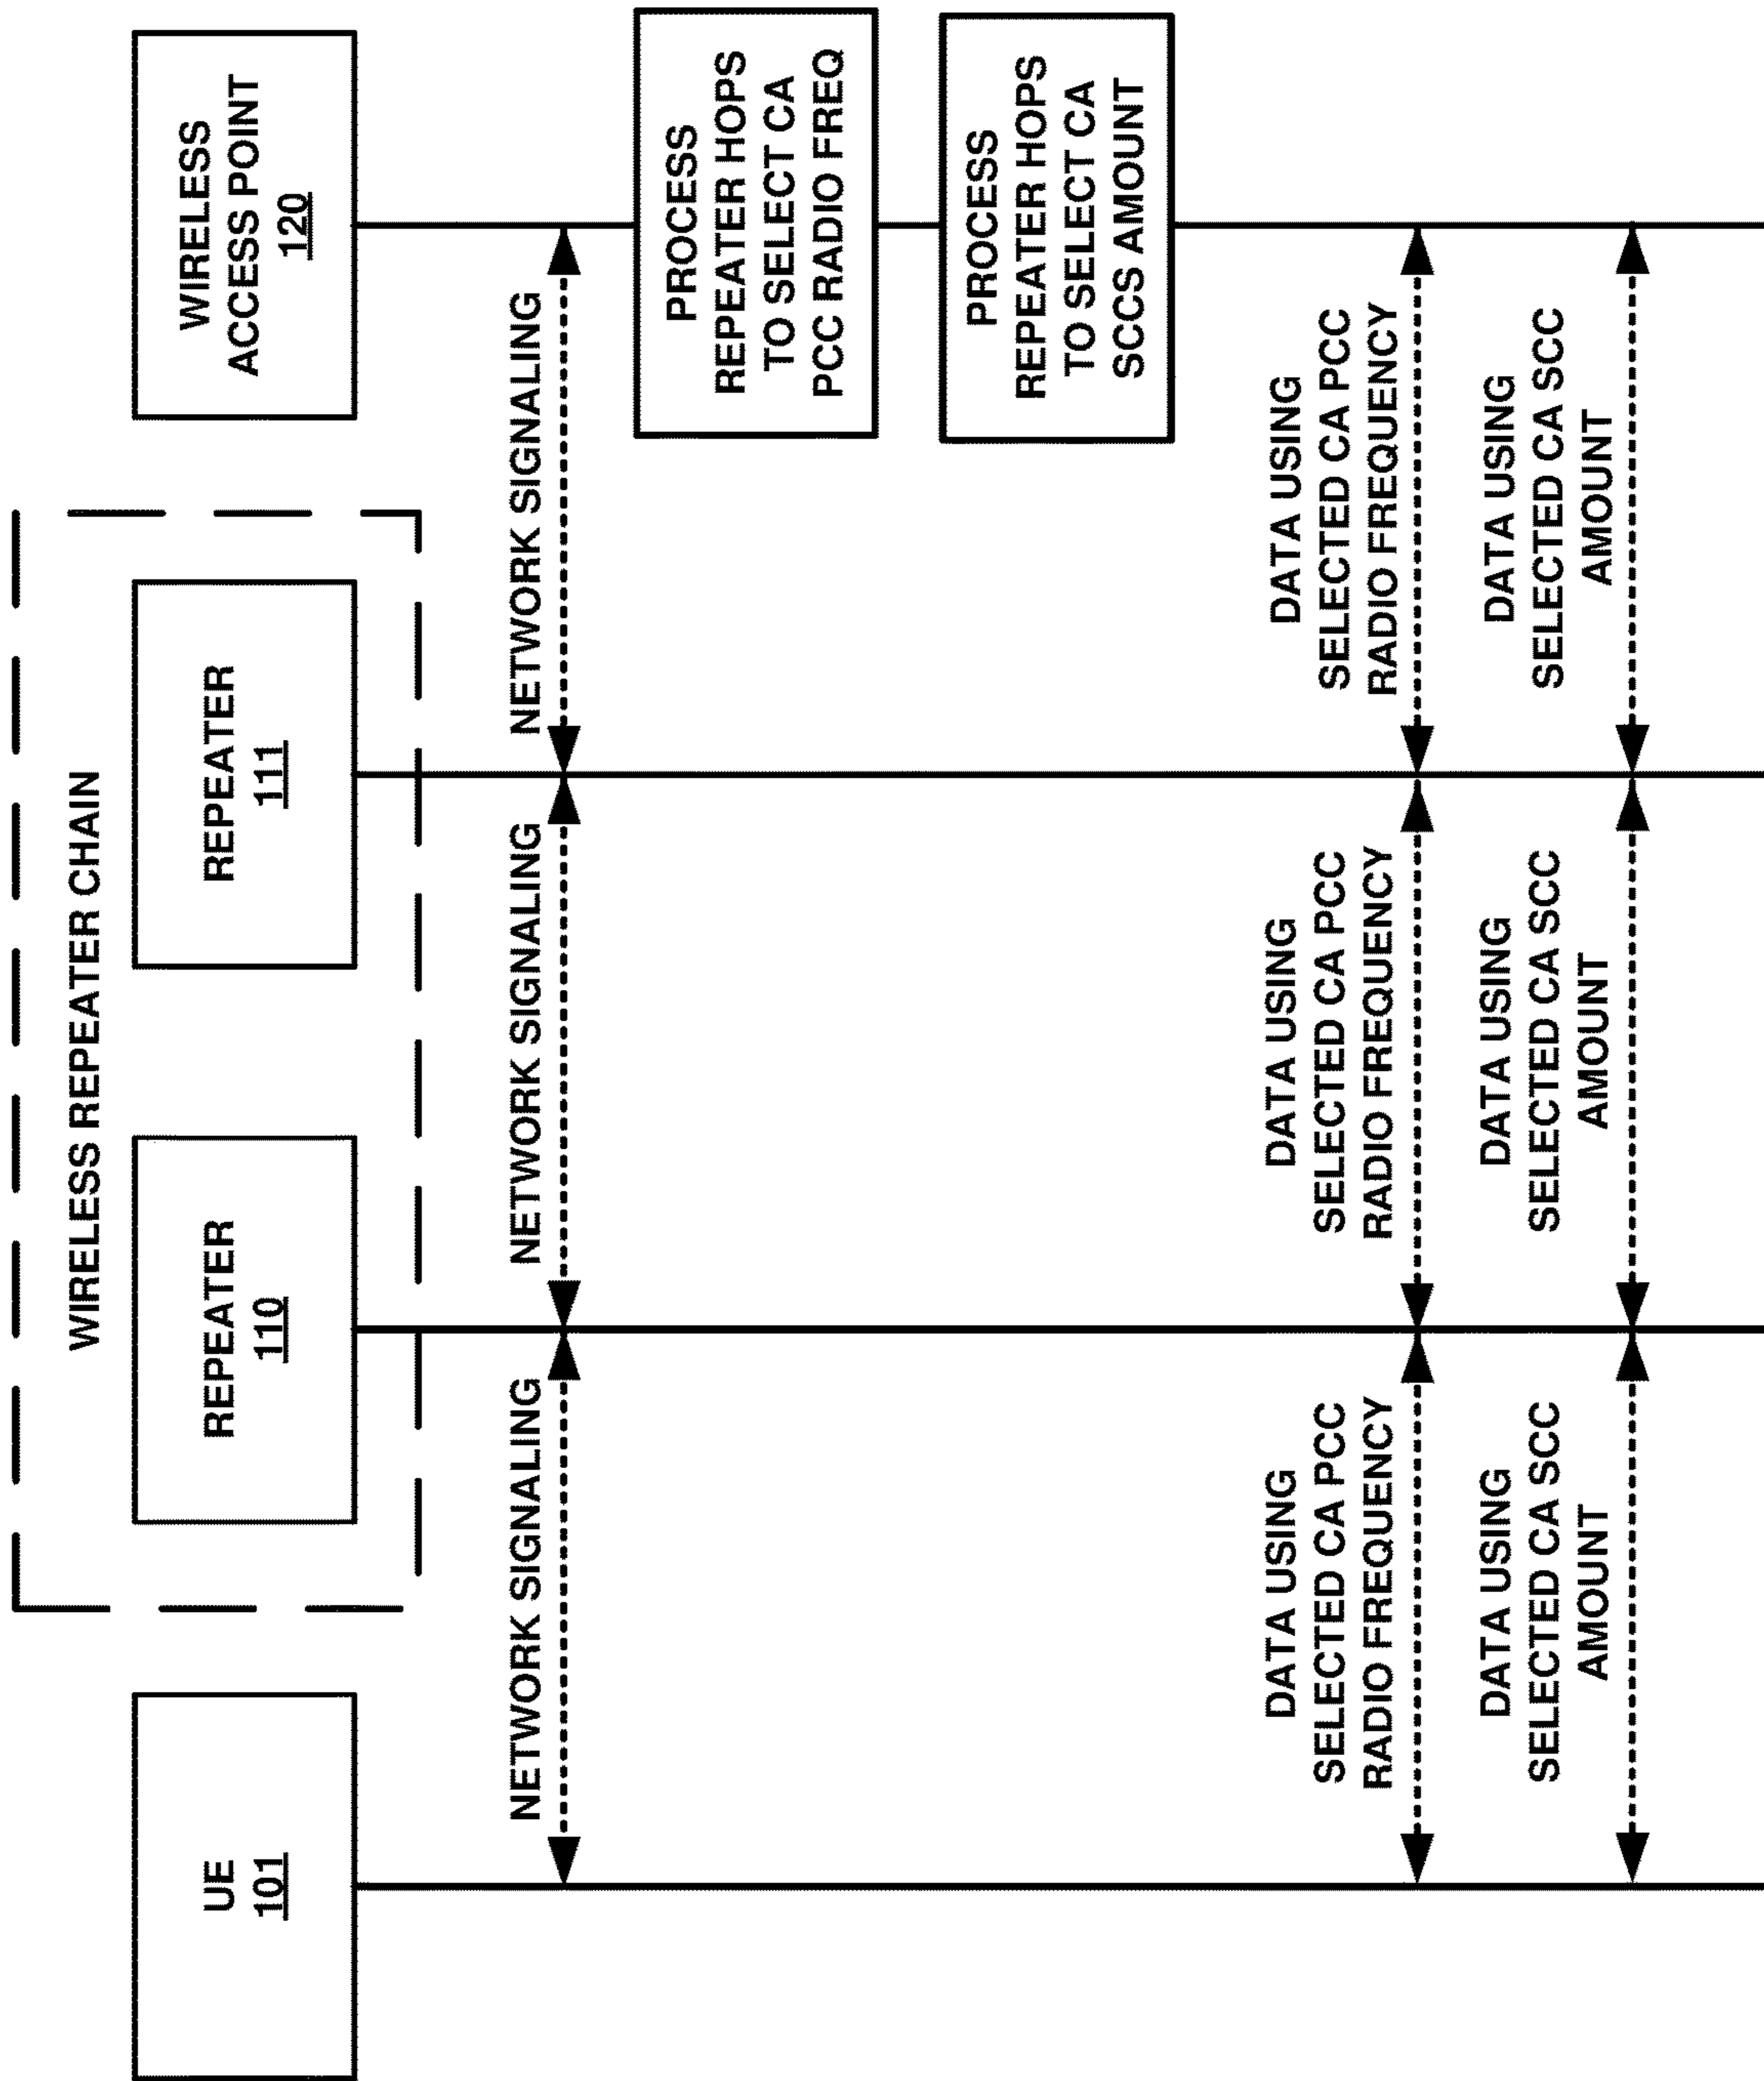 WIRELESS REPEATER CHAIN
UE
101
REPEATER
110
REPEATER
111
WIRELESS
ACCESS POINT
120
NETWORK SIGNALING
NETWORK SIGNALING
NETWORK SIGNALING
PROCESS
REPEATER HOPS
TO SELECT CA
PCC RADIO FREQ
PROCESS
REPEATER HOPS
TO SELECT CA
SCCS AMOUNT
DATA USING
SELECTED CA PCC
RADIO FREQUENCY
DATA USING
SELECTED CA PCC
RADIO FREQUENCY
DATA USING
SELECTED CA PCC
RADIO FREQUENCY
DATA USING
SELECTED CA SCC
AMOUNT
DATA USING
SELECTED CA SCC
AMOUNT
DATA USING
SELECTED CA SCC
AMOUNT